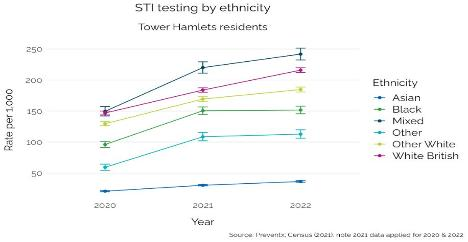 STI testing by ethnicity
Tower Hamlets residents
Rate per 1,000
250
200
150
100
50
2020
2021
2022
Year
Ethnicity
Asian
Black
Mixed
Other
Other White
White British
Source: Preventx; Census (2021); note 2021 data applied for 2020 & 2022